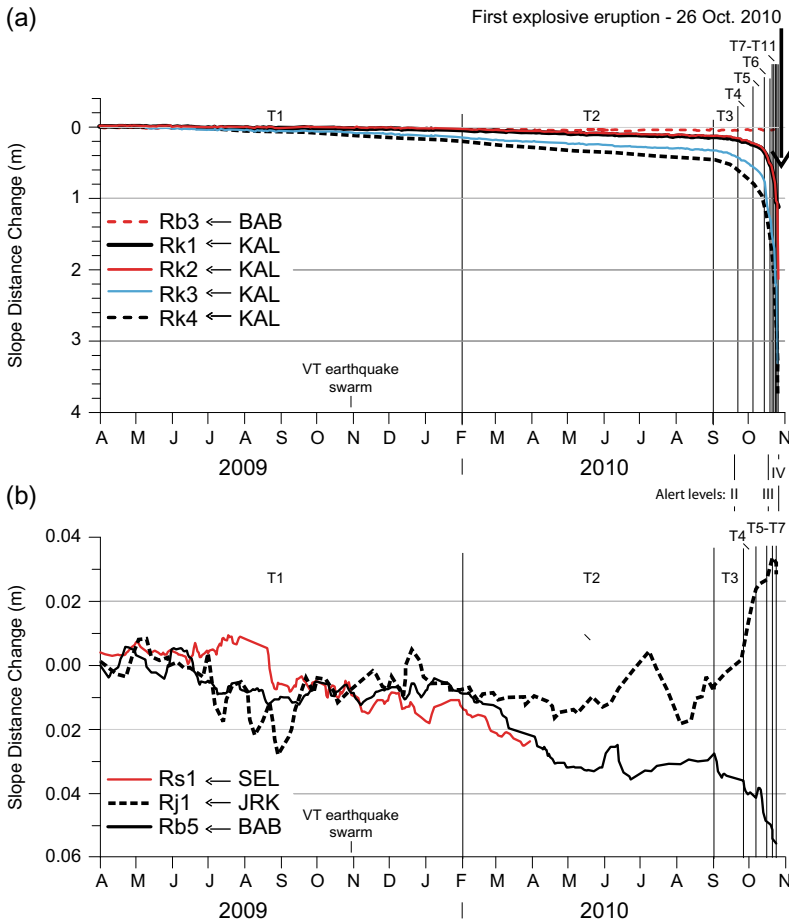 (a)
First explosive eruption - 26 Oct. 2010
T7-T11
T6
T5
T4
T1
T2
T3
0
1
2
3
4
Slope Distance Change (m)
Rb3 ← BAB
Rk1 ← KAL
Rk2 ← KAL
Rk3 ← KAL
Rk4 ← KAL
VT earthquake
swarm
A M J J A S O N D J F M A M J J A S O N
2009 2010
Alert levels: II III IV
(b)
T5-T7
T4
T1
T2
T3
0.04
0.02
0.00
0.02
0.04
0.06
Slope Distance Change (m)
Rs1 ← SEL
Rj1 ← JRK
Rb5 ← BAB
VT earthquake
swarm
A M J J A S O N D J F M A M J J A S O N
2009 2010